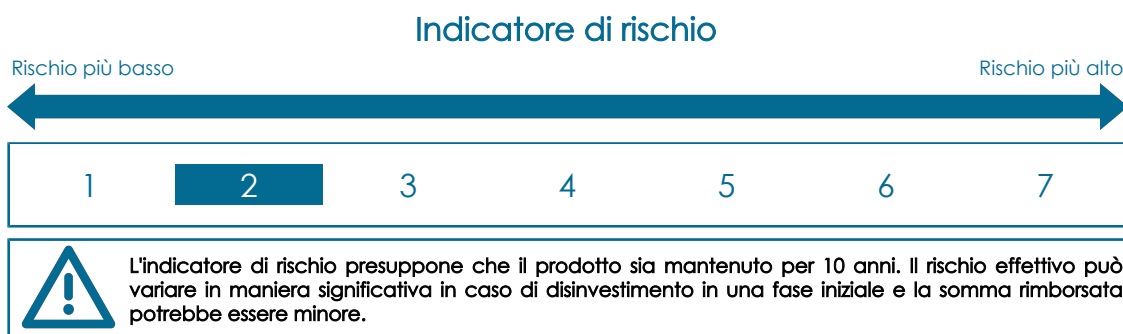 Indicatore di rischio
Rischio più basso
Rischio più alto
1 2 3 4 5 6 7
L'indicatore di rischio presuppone che il prodotto sia mantenuto per 10 anni. Il rischio effettivo può
variare in maniera significativa in caso di disinvestimento in una fase iniziale e la somma rimborsata
potrebbe essere minore.